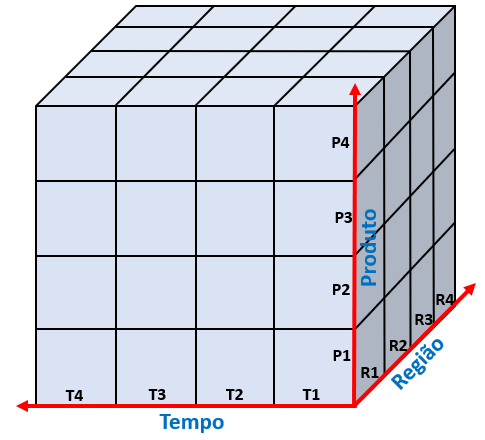 P4
P3
Produto
P2
R4
R3
P1
R2
R1
Região
T4 T3 T2 T1
Tempo